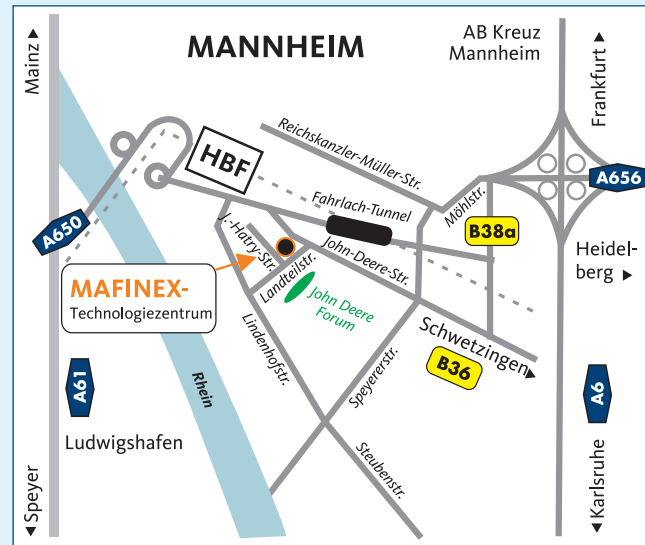 MANNHEIM
AB Kreuz
Mannheim
Mainz
Frankfurt
Reichskanzler-Müller-Str.
HBF
Möhlstr.
A656
Fahrlach-Tunnel
A650
B38a
J.-Hatry-Str.
John-Deere-Str.
Heidel-
berg
MAFINEX-
Technologiezentrum
Landteilstr.
John Deere
Forum
Lindenhofstr.
Schwetzingen
B36
Speyererstr.
Rhein
A61
A6
Ludwigshafen
Steubenstr.
Speyer
Karlsruhe